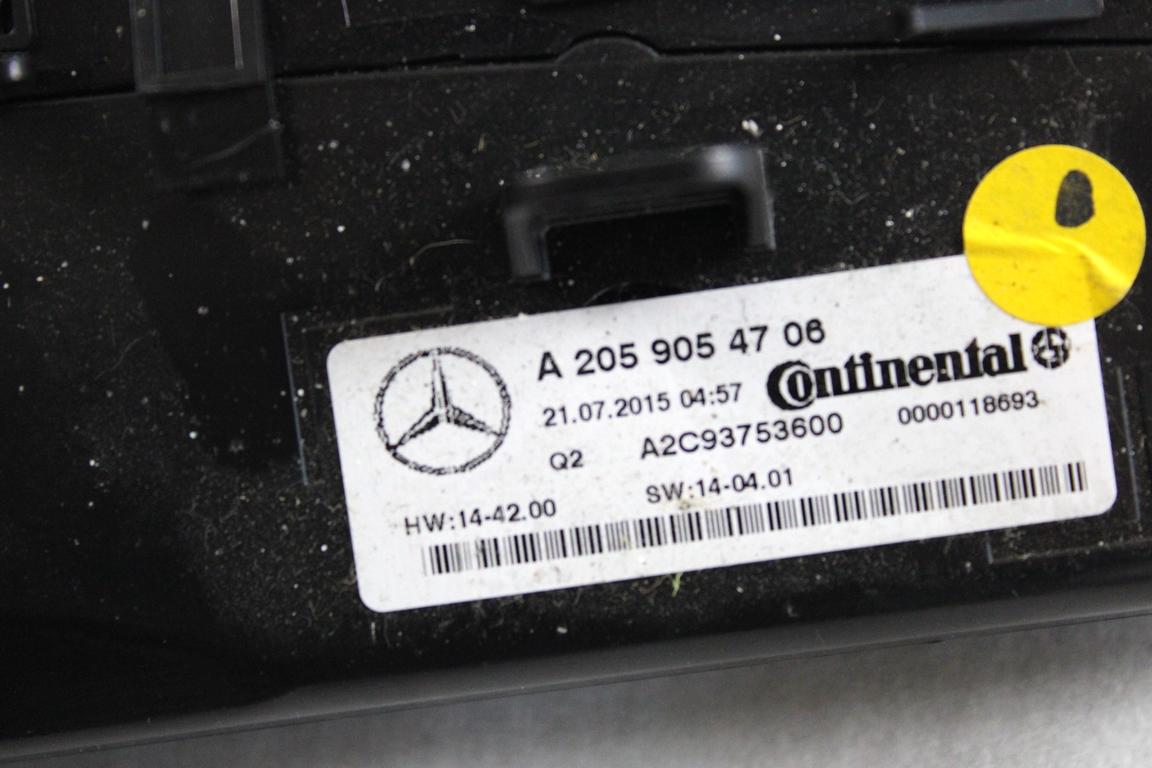 A 205 905 47 06
21.07.2015 04:57 Continental
Q2 A2C93753600 0000118693
HW:14-42.00 SW:14-04.01